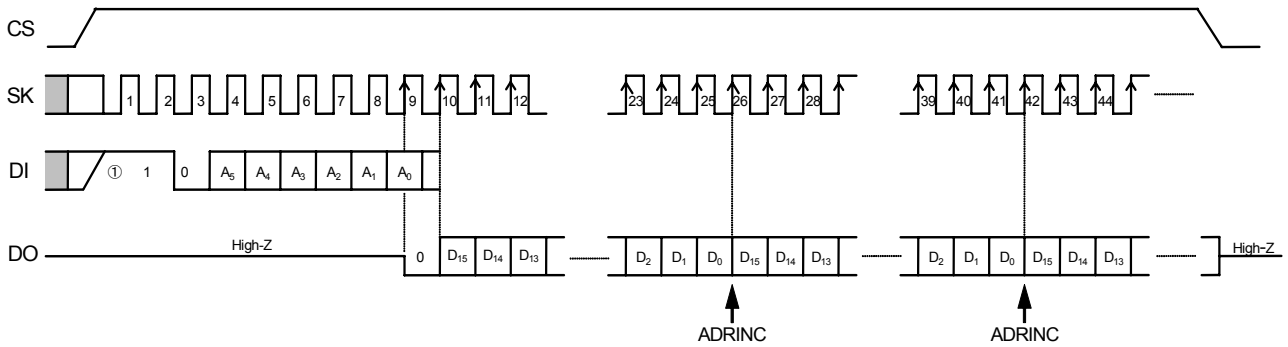 CS
SK 1 2 3 4 5 6 7 8 9 10 11 12 23 24 25 26 27 28 39 40 41 42 43 44
DI ① 1 0 A₅ A₄ A₃ A₂ A₁ A₀
DO High-Z 0 D₁₅ D₁₄ D₁₃ D₂ D₁ D₀ D₁₅ D₁₄ D₁₃ D₂ D₁ D₀ D₁₅ D₁₄ D₁₃ High-Z
ADRINC ADRINC